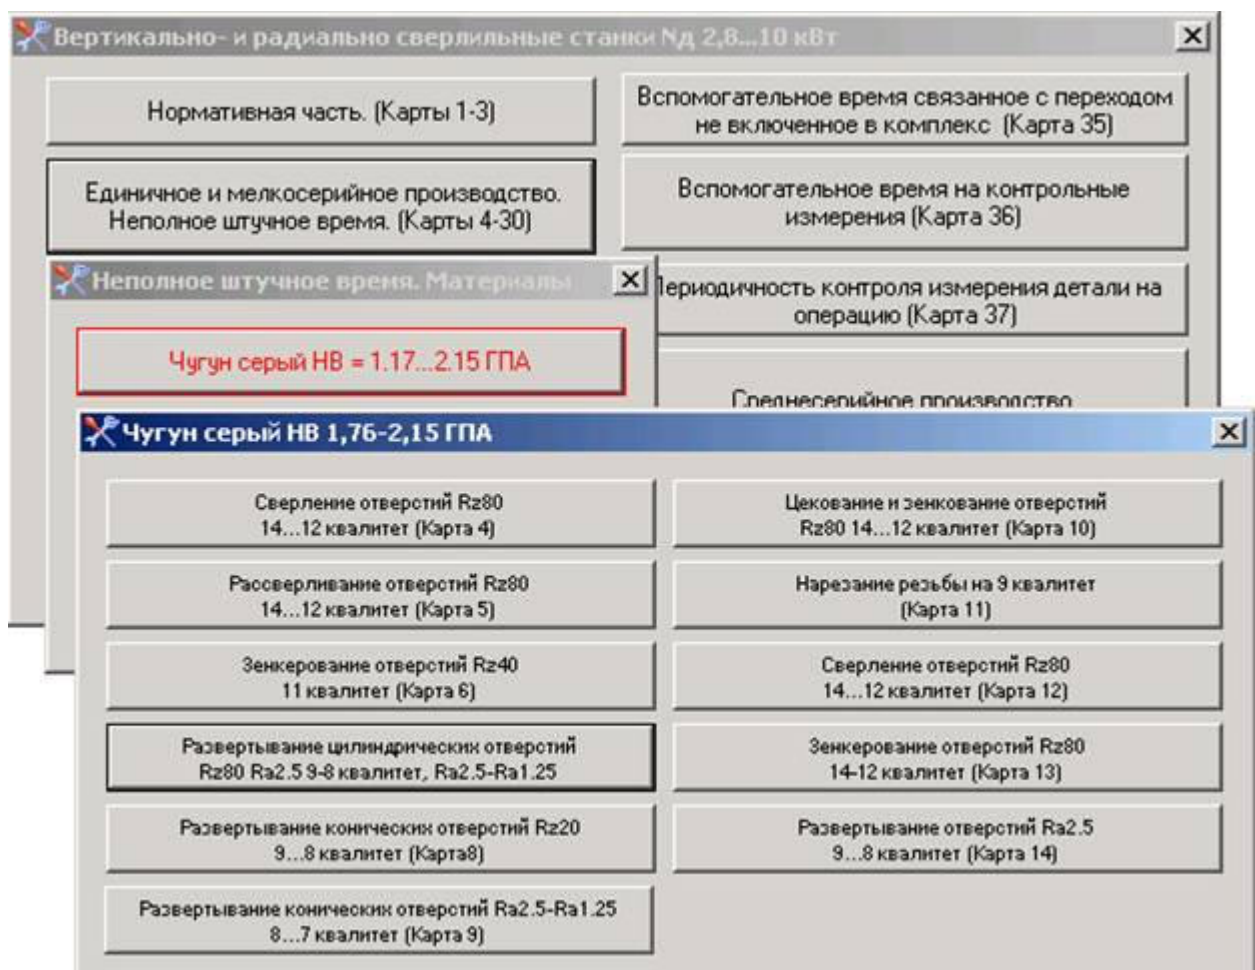 Вертикально- и радиально сверлильные станки Nд 2,8...10 кВт
Нормативная часть. (Карты 1-3)
Вспомогательное время связанное с переходом
не включенное в комплекс (Карта 35)
Единичное и мелкосерийное производство.
Неполное штучное время. (Карты 4-30)
Вспомогательное время на контрольные
измерения (Карта 36)
Неполное штучное время. Материалы
Периодичность контроля измерения детали на
операцию (Карта 37)
Чугун серый НВ = 1.17...2.15 ГПА
Среднесерийное производство
Чугун серый НВ 1,76-2,15 ГПА
Сверление отверстий Rz80
14...12 квалитет (Карта 4)
Цекование и зенкование отверстий
Rz80 14...12 квалитет (Карта 10)
Рассверливание отверстий Rz80
14...12 квалитет (Карта 5)
Нарезание резьбы на 9 квалитет
(Карта 11)
Зенкерование отверстий Rz40
11 квалитет (Карта 6)
Сверление отверстий Rz80
14...12 квалитет (Карта 12)
Развертывание цилиндрических отверстий
Rz80 Ra2.5 9-8 квалитет, Ra2.5-Ra1.25
Зенкерование отверстий Rz80
14-12 квалитет (Карта 13)
Развертывание конических отверстий Rz20
9...8 квалитет (Карта8)
Развертывание отверстий Ra2.5
9...8 квалитет (Карта 14)
Развертывание конических отверстий Ra2.5-Ra1.25
8...7 квалитет (Карта 9)